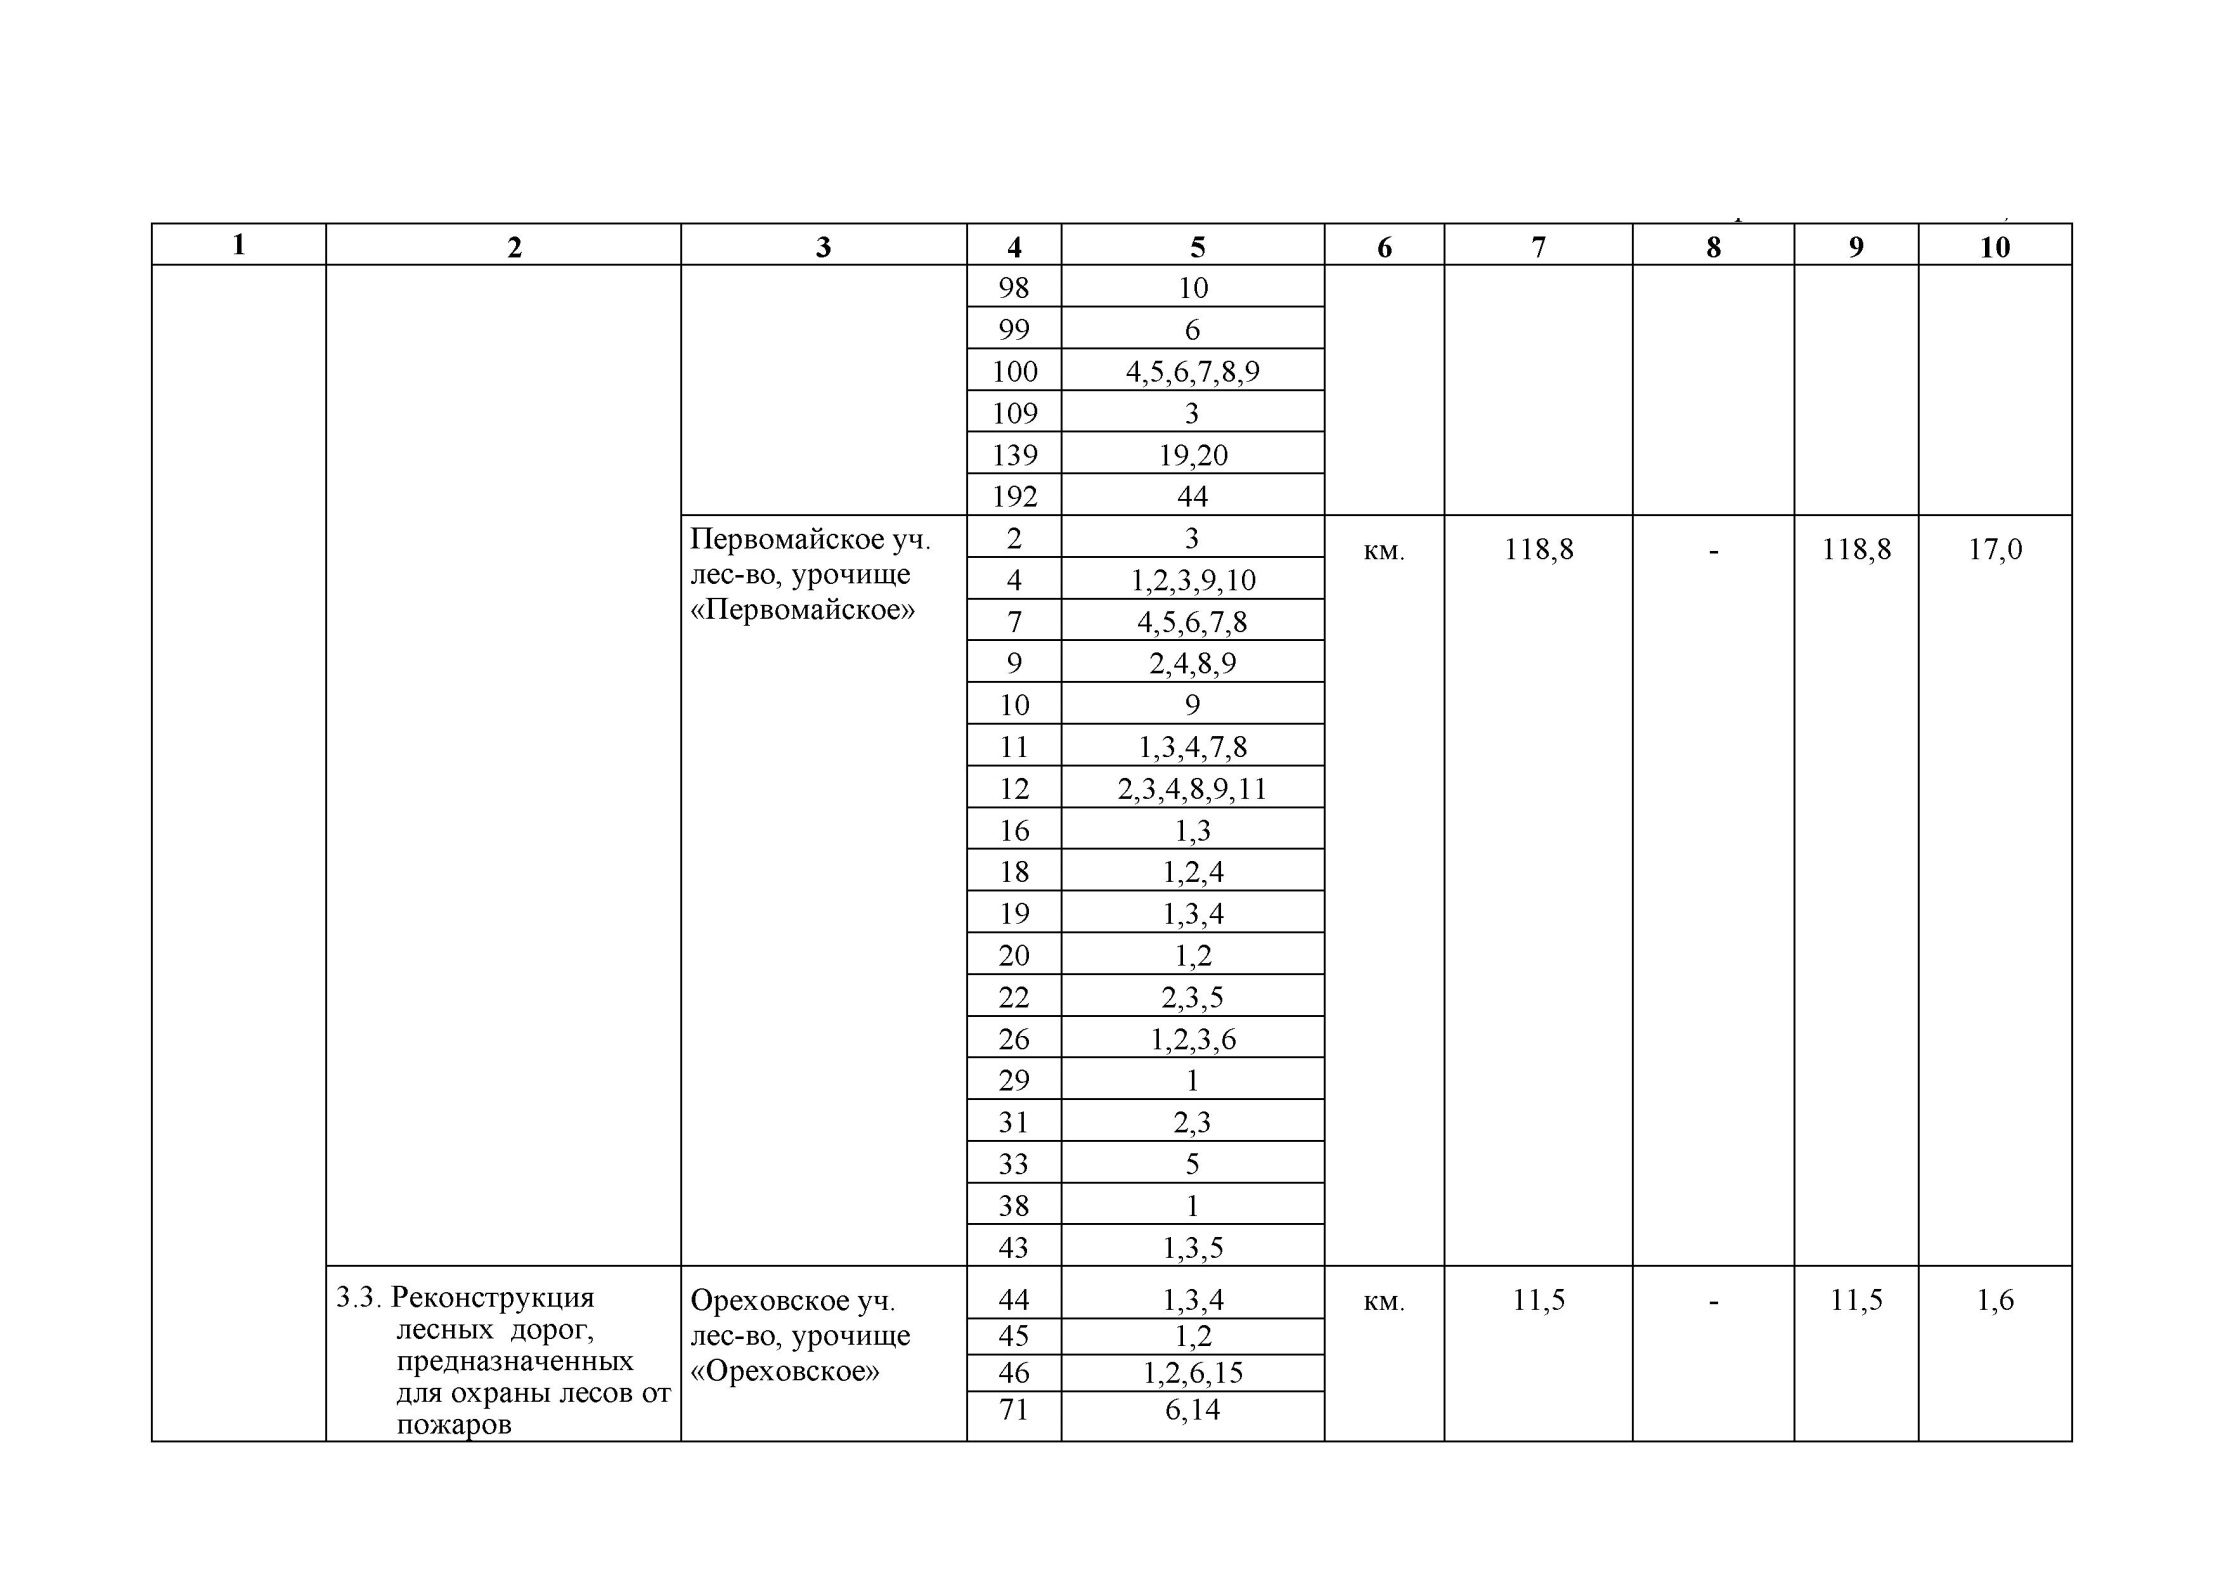 1 2 3 4 5 6 7 8 9 10
98 10
99 6
100 4,5,6,7,8,9
109 3
139 19,20
192 44
Первомайское уч. 2 3 км. 118,8 - 118,8 17,0
лес-во, урочище 4 1,2,3,9,10
«Первомайское» 7 4,5,6,7,8
9 2,4,8,9
10 9
11 1,3,4,7,8
12 2,3,4,8,9,11
16 1,3
18 1,2,4
19 1,3,4
20 1,2
22 2,3,5
26 1,2,3,6
29 1
31 2,3
33 5
38 1
43 1,3,5
3.3. Реконструкция Ореховское уч. 44 1,3,4 км. 11,5 - 11,5 1,6
лесных дорог, лес-во, урочище 45 1,2
предназначенных «Ореховское» 46 1,2,6,15
для охраны лесов от 71 6,14
пожаров